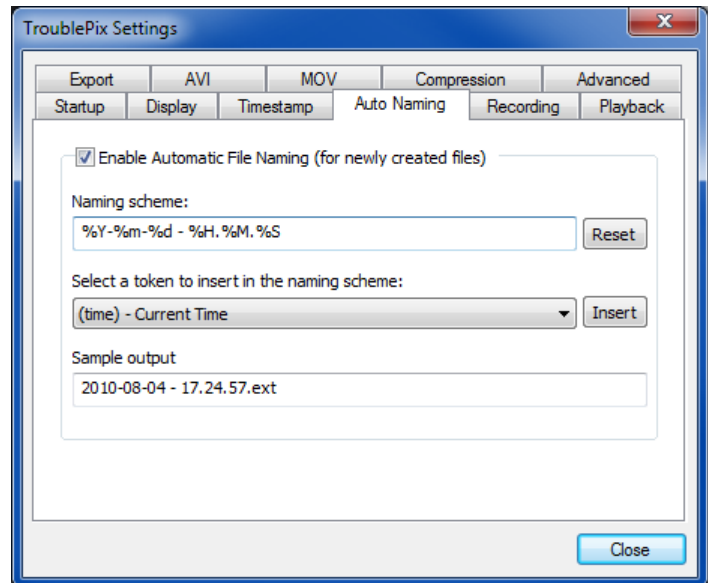 TroublePix Settings
Export AVI MOV Compression Advanced
Startup Display Timestamp Auto Naming Recording Playback
Enable Automatic File Naming (for newly created files)
Naming scheme:
%Y-%m-%d - %H.%M.%S Reset
Select a token to insert in the naming scheme:
(time) - Current Time Insert
Sample output
2010-08-04 - 17.24.57.ext
Close